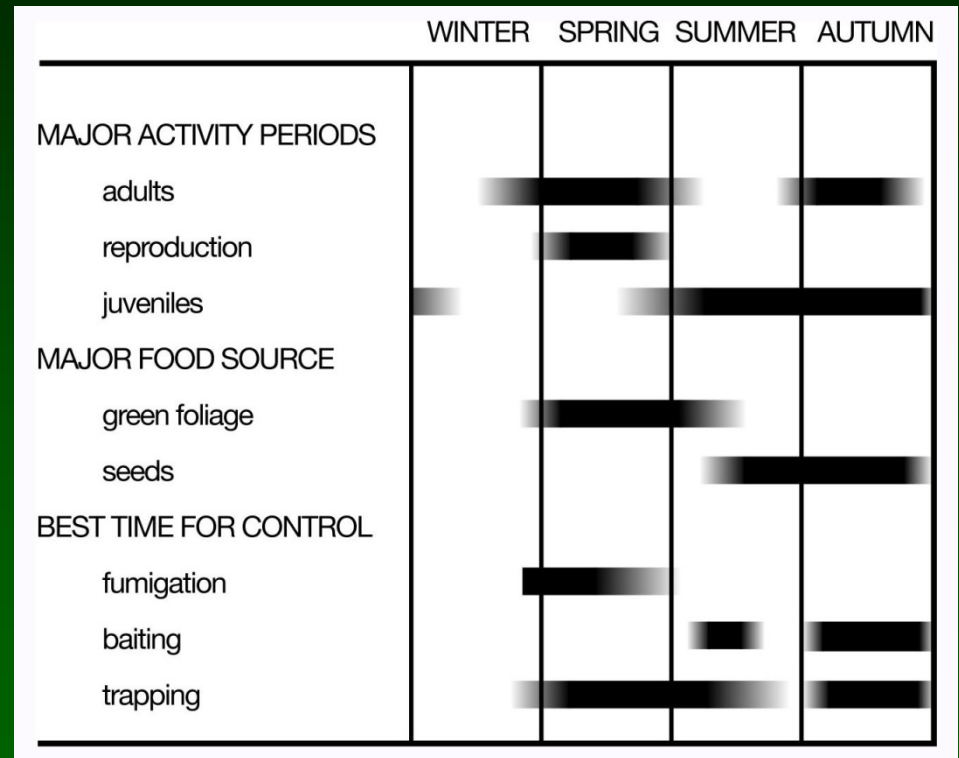 WINTER SPRING SUMMER AUTUMN
MAJOR ACTIVITY PERIODS
adults
reproduction
juveniles
MAJOR FOOD SOURCE
green foliage
seeds
BEST TIME FOR CONTROL
fumigation
baiting
trapping